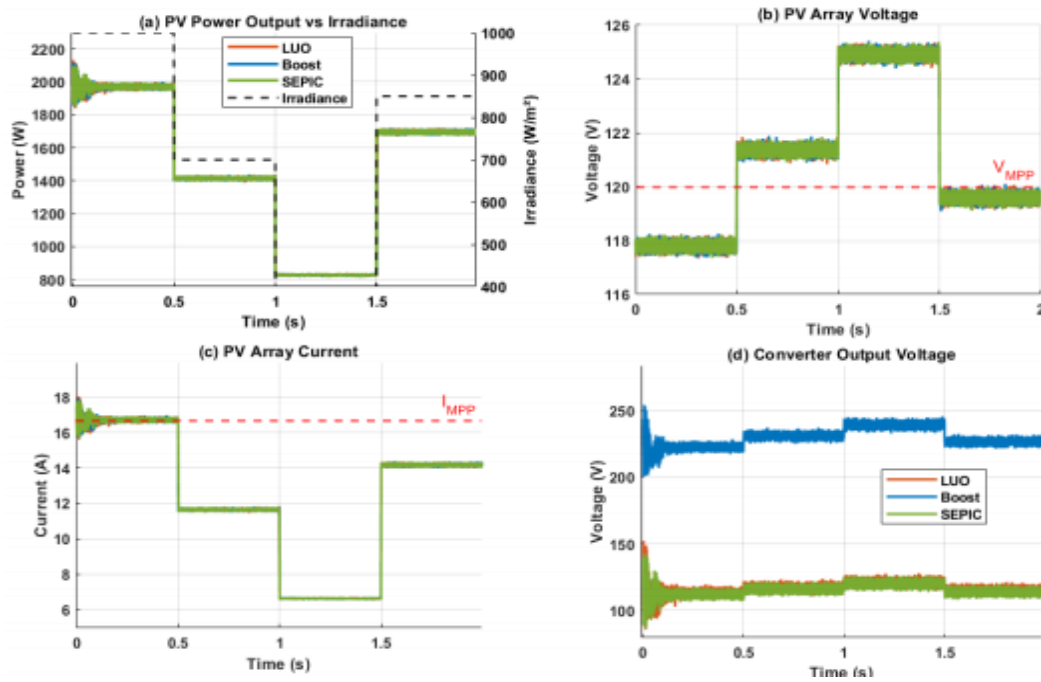 (a) PV Power Output vs Irradiance
2200
2000
1800
1600
1400
1200
1000
800
Power (W)
LUO
Boost
SEPIC
Irradiance
1000
900
800
700
600
500
400
Irradiance (W/m²)
0
0.5
1
1.5
Time (s)
(b) PV Array Voltage
125
122
120
118
116
Voltage (V)
V_MPP
0
0.5
1
1.5
2
Time (s)
(c) PV Array Current
18
16
14
12
10
8
6
Current (A)
I_MPP
0
0.5
1
1.5
Time (s)
(d) Converter Output Voltage
250
200
150
100
Voltage (V)
LUO
Boost
SEPIC
0
0.5
1
1.5
Time (s)